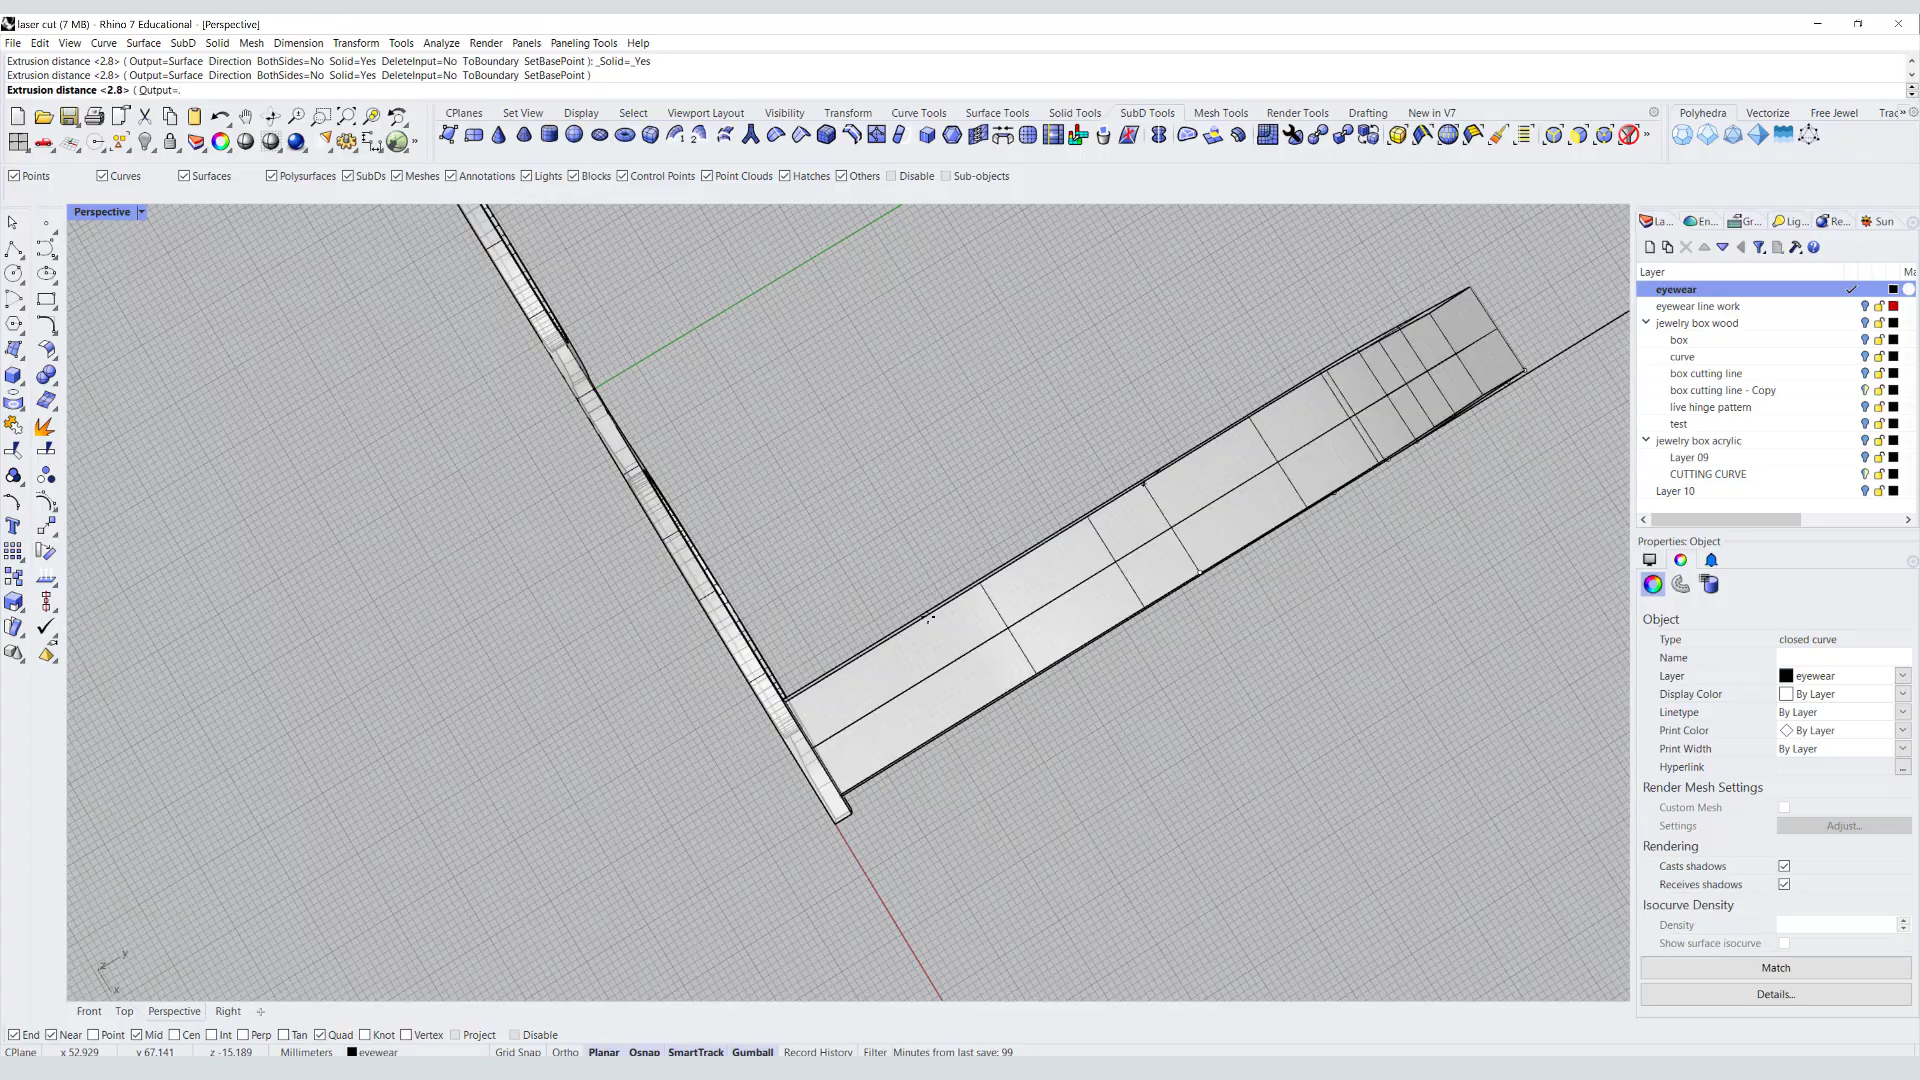 laser cut (7 MB) - Rhino 7 Educational - [Perspective]
File Edit View Curve Surface SubD Solid Mesh Dimension Transform Tools Analyze Render Panels Paneling Tools Help
Extrusion distance <2.8> ( Output=Surface Direction BothSides=No Solid=Yes DeleteInput=No ToBoundary SetBasePoint ): _Solid=_Yes
Extrusion distance <2.8> ( Output=Surface Direction BothSides=No Solid=Yes DeleteInput=No ToBoundary SetBasePoint )
Extrusion distance <2.8> ( Output=.
CPlanes Set View Display Select Viewport Layout Visibility Transform Curve Tools Surface Tools Solid Tools SubD Tools Mesh Tools Render Tools Drafting New in V7
Polyhedra Vectorize Free Jewel Trac»
Points Curves Surfaces Polysurfaces SubDs Meshes Annotations Lights Blocks Control Points Point Clouds Hatches Others Disable Sub-objects
Perspective
La... En... Gr... Lig... Re... Sun
Layer Ma
eyewear
eyewear line work
jewelry box wood
box
curve
box cutting line
box cutting line - Copy
live hinge pattern
test
jewelry box acrylic
Layer 09
CUTTING CURVE
Layer 10
Properties: Object
Object
Type closed curve
Name
Layer eyewear
Display Color By Layer
Linetype By Layer
Print Color By Layer
Print Width By Layer
Hyperlink ...
Render Mesh Settings
Custom Mesh
Settings Adjust...
Rendering
Casts shadows
Receives shadows
Isocurve Density
Density
Show surface isocurve
Match
Details...
z y
x
Front Top Perspective Right
End Near Point Mid Cen Int Perp Tan Quad Knot Vertex Project Disable
CPlane x 52.929 y 67.141 z -15.189 Millimeters eyewear Grid Snap Ortho Planar Osnap SmartTrack Gumball Record History Filter Minutes from last save: 99